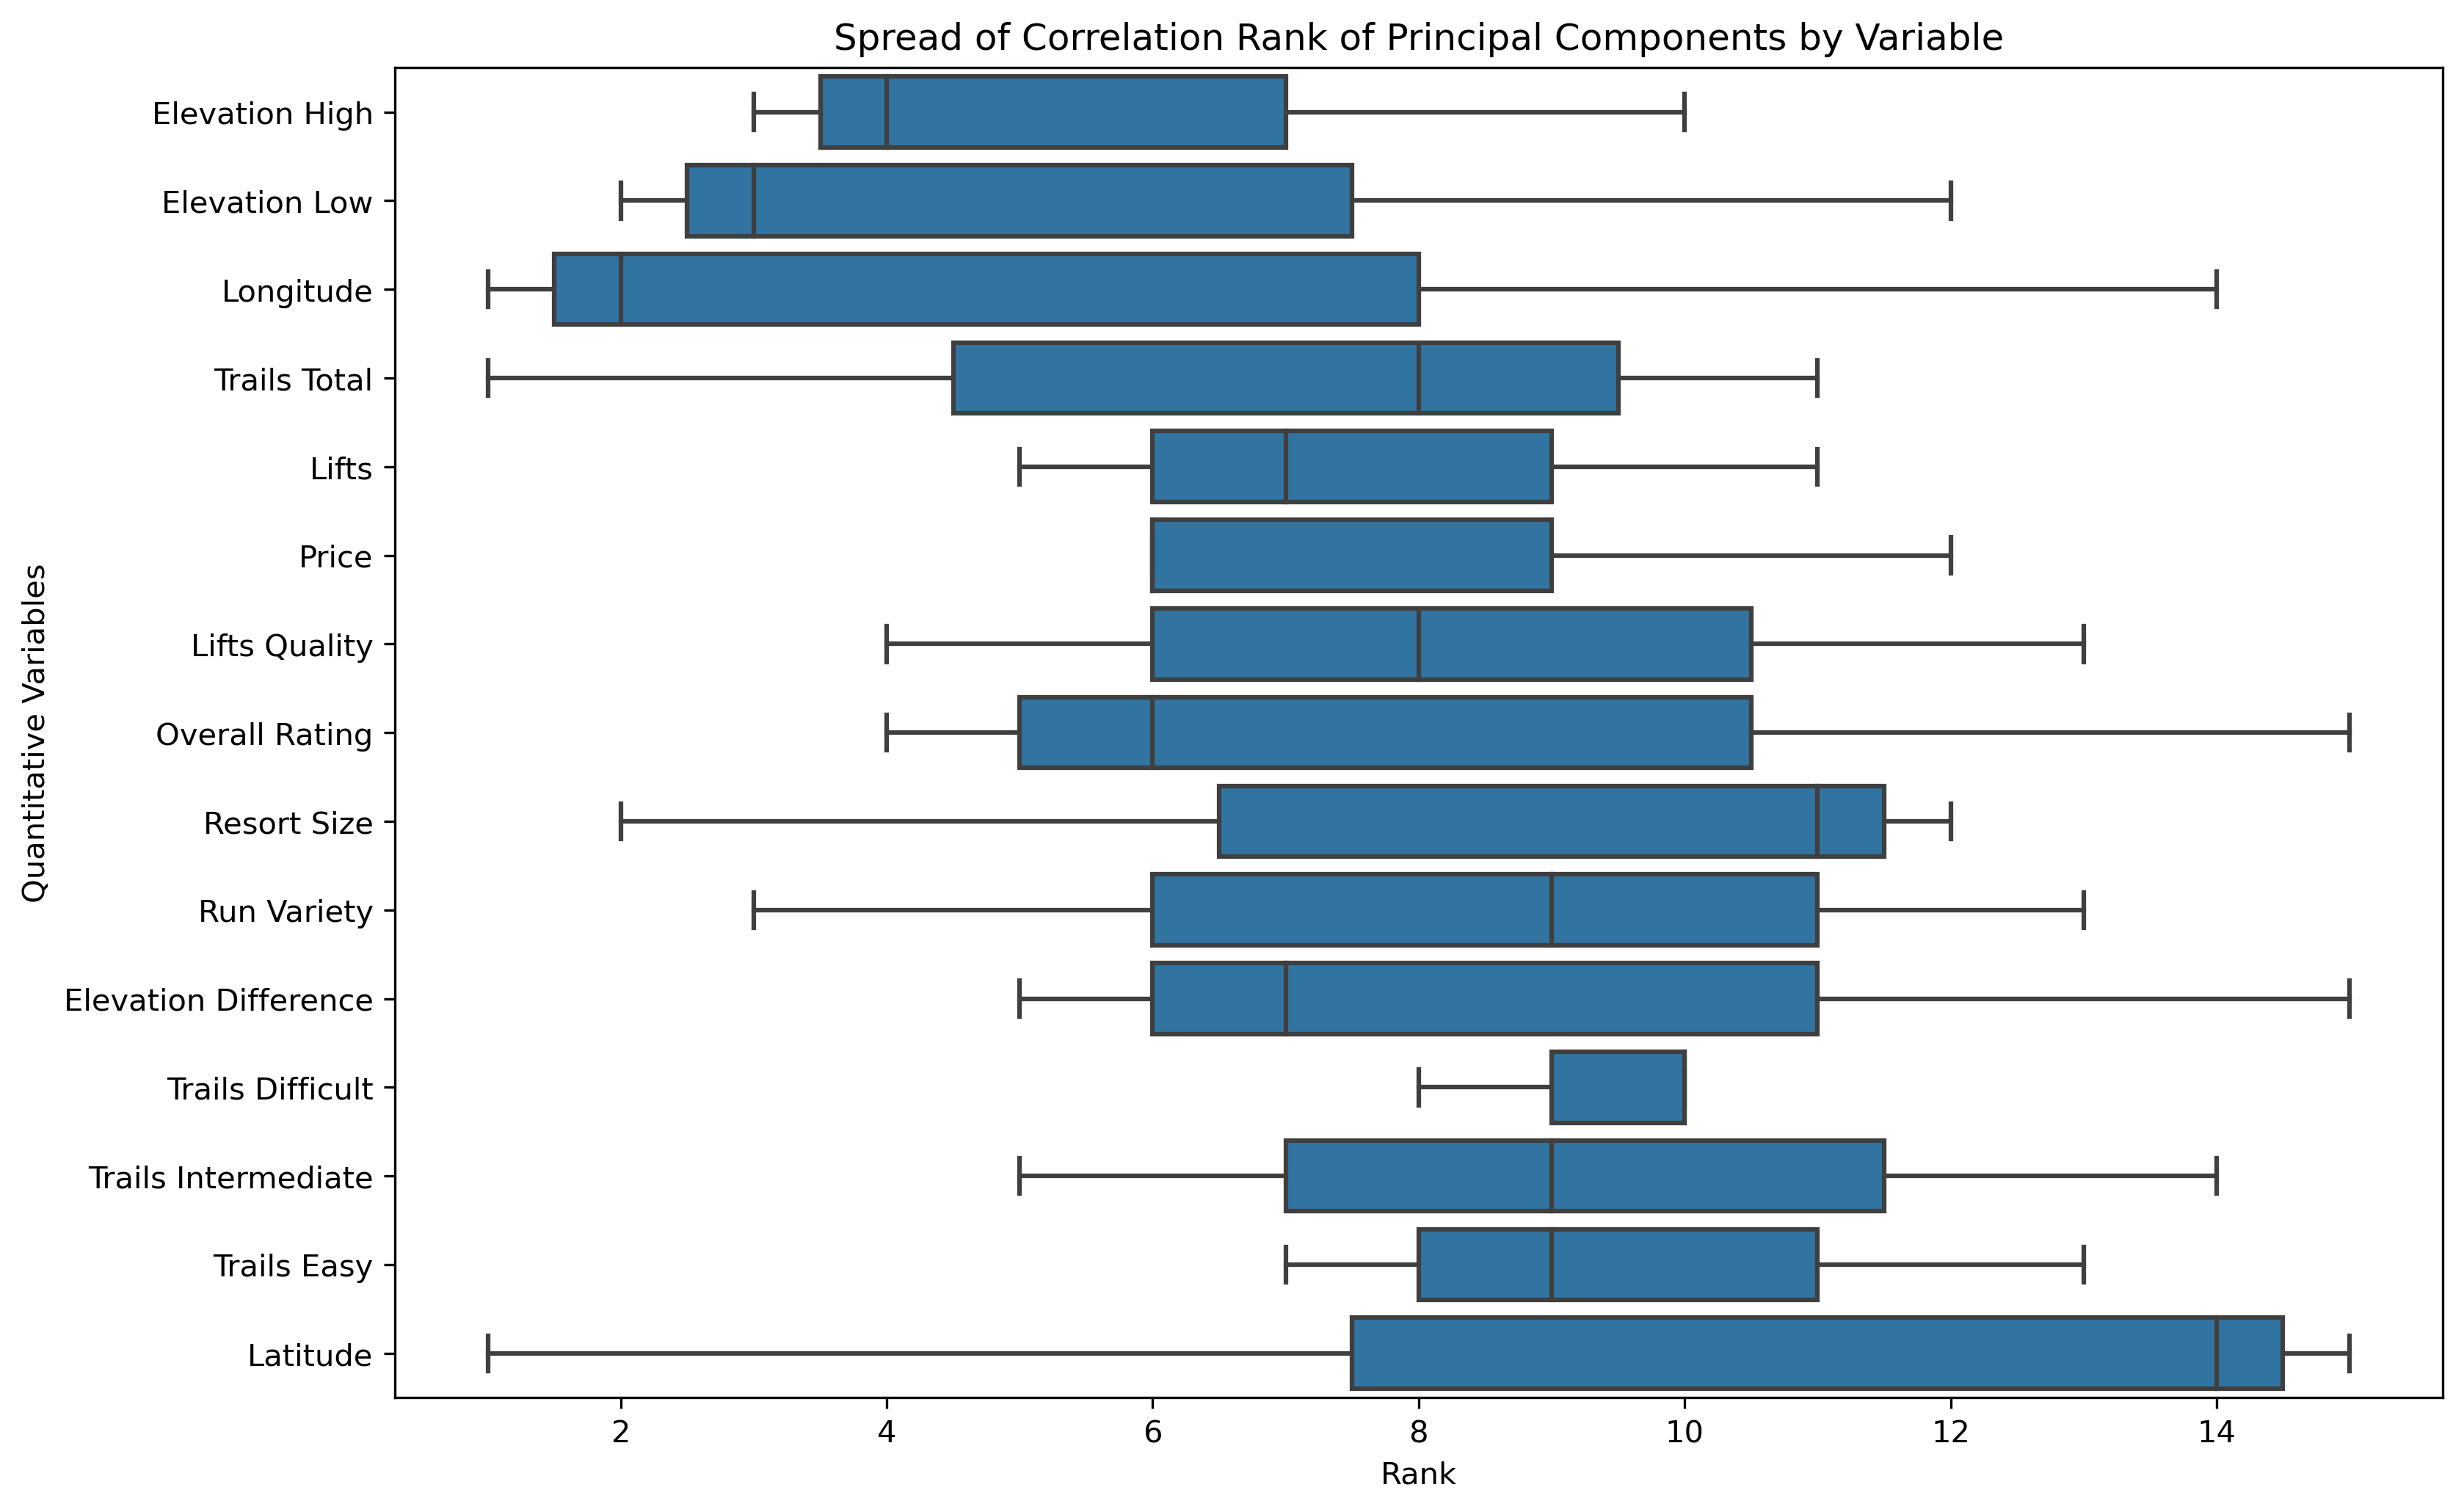 Spread of Correlation Rank of Principal Components by Variable
Quantitative Variables
Elevation High
Elevation Low
Longitude
Trails Total
Lifts
Price
Lifts Quality
Overall Rating
Resort Size
Run Variety
Elevation Difference
Trails Difficult
Trails Intermediate
Trails Easy
Latitude
2 4 6 8 10 12 14
Rank